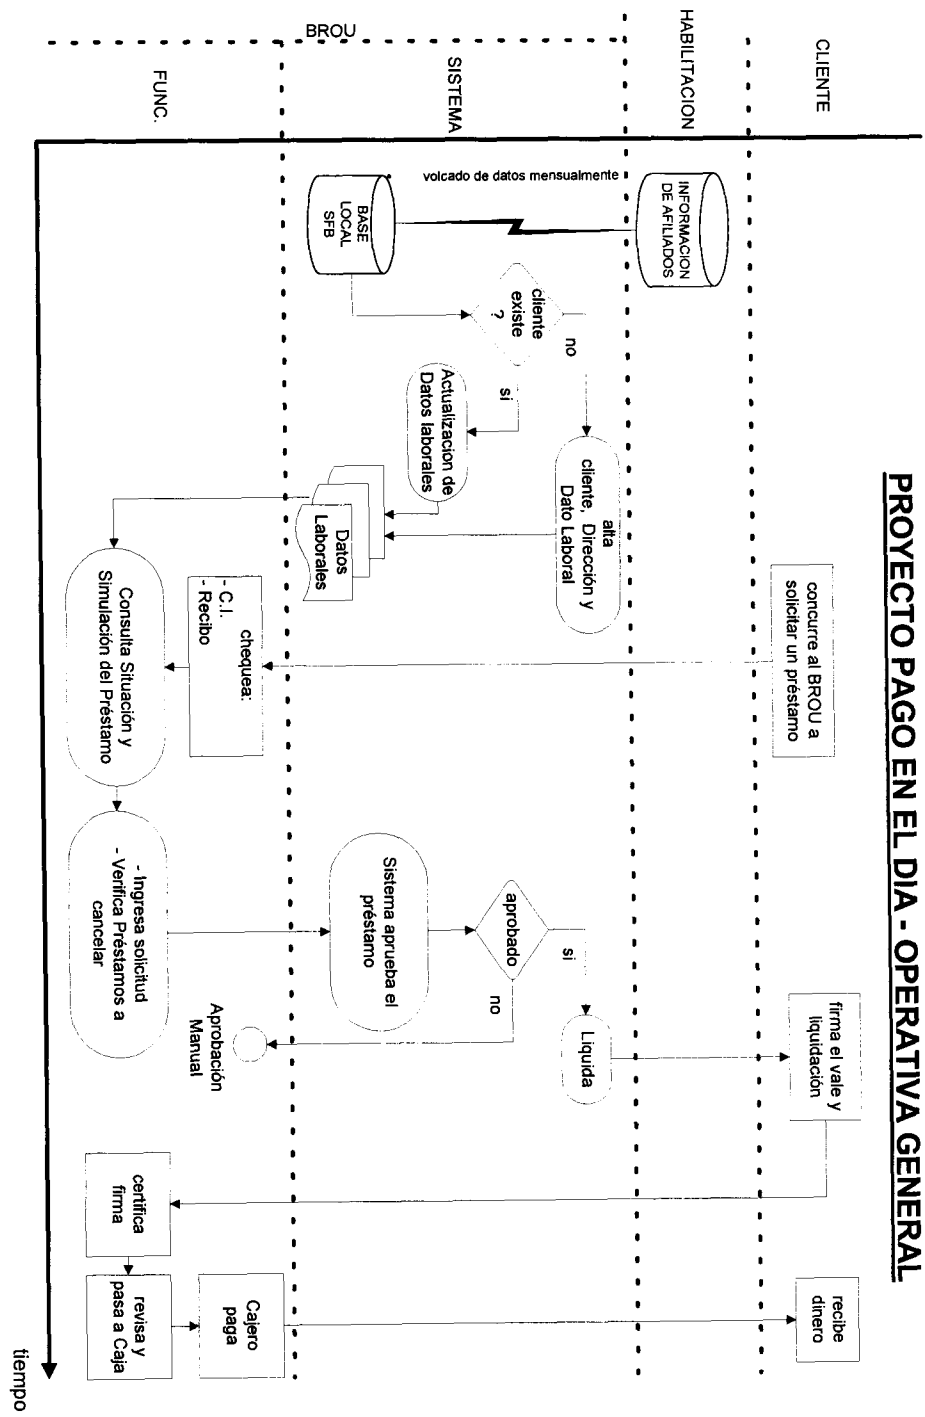 PROYECTO PAGO EN EL DIA - OPERATIVA GENERAL
CLIENTE
HABILITACION
BROU
SISTEMA
FUNC.
INFORMACION
DE AFILIADOS
volcado de datos mensualmente
BASE
LOCAL
SFB
cliente
existe
?
no
si
alta
cliente, Dirección y
Dato Laboral
Actualizacion de
Datos laborales
Datos
Laborales
concurre al BROU a
solicitar un préstamo
chequea:
- C.I.
- Recibo
Consulta Situación y
Simulación del Préstamo
- Ingresa solicitud
- Verifica Préstamos a
cancelar
Sistema aprueba el
préstamo
aprobado
si
no
Aprobación
Manual
Liquida
firma el vale y
liquidación
certifica
firma
revisa y
pasa a Caja
Cajero
paga
recibe
dinero
tiempo